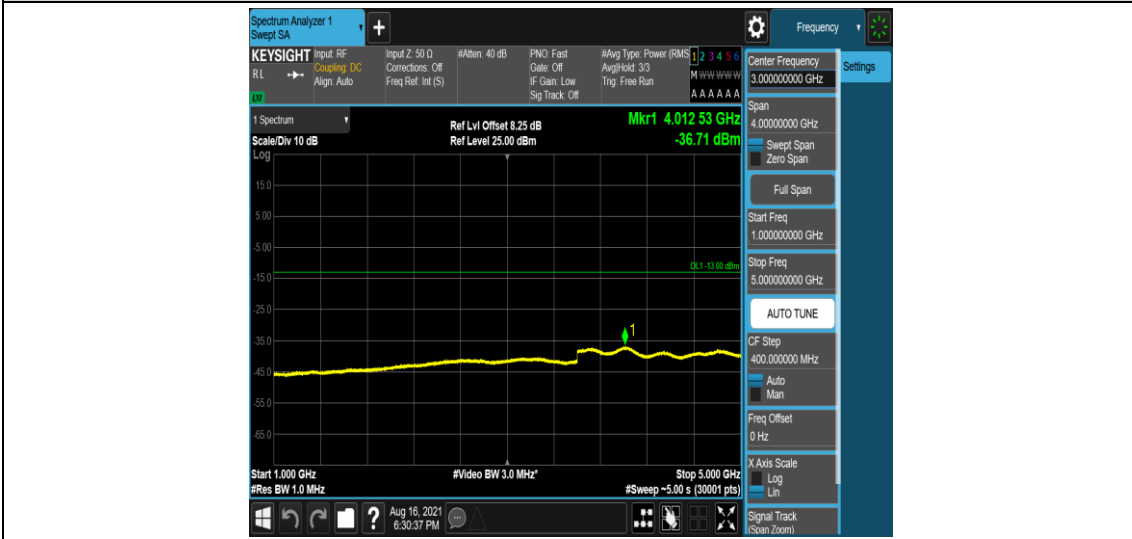 Spectrum Analyzer 1
Swept SA
Frequency
KEYSIGHT
RL
Input: RF
Coupling: DC
Align: Auto
Input Z: 50 Ω
Corrections: Off
Freq Ref: Int (S)
#Atten: 40 dB
PNO: Fast
Gate: Off
IF Gain: Low
Sig Track: Off
#Avg Type: Power (RMS
Avg|Hold: 3/3
Trig: Free Run
1 2 3 4 5 6
M W W W W W
A A A A A A
1 Spectrum
Scale/Div 10 dB
Log
Ref Lvl Offset 8.25 dB
Ref Level 25.00 dBm
Mkr1 4.012 53 GHz
-36.71 dBm
15.0
5.00
-5.00
-15.0
-25.0
-35.0
-45.0
-55.0
-65.0
DL1 -13.00 dBm
1
Start 1.000 GHz
#Res BW 1.0 MHz
#Video BW 3.0 MHz*
Stop 5.000 GHz
#Sweep ~5.00 s (30001 pts)
?
Aug 16, 2021
6:30:37 PM
Center Frequency
3.000000000 GHz
Settings
Span
4.00000000 GHz
Swept Span
Zero Span
Full Span
Start Freq
1.000000000 GHz
Stop Freq
5.000000000 GHz
AUTO TUNE
CF Step
400.000000 MHz
Auto
Man
Freq Offset
0 Hz
X Axis Scale
Log
Lin
Signal Track
(Span Zoom)